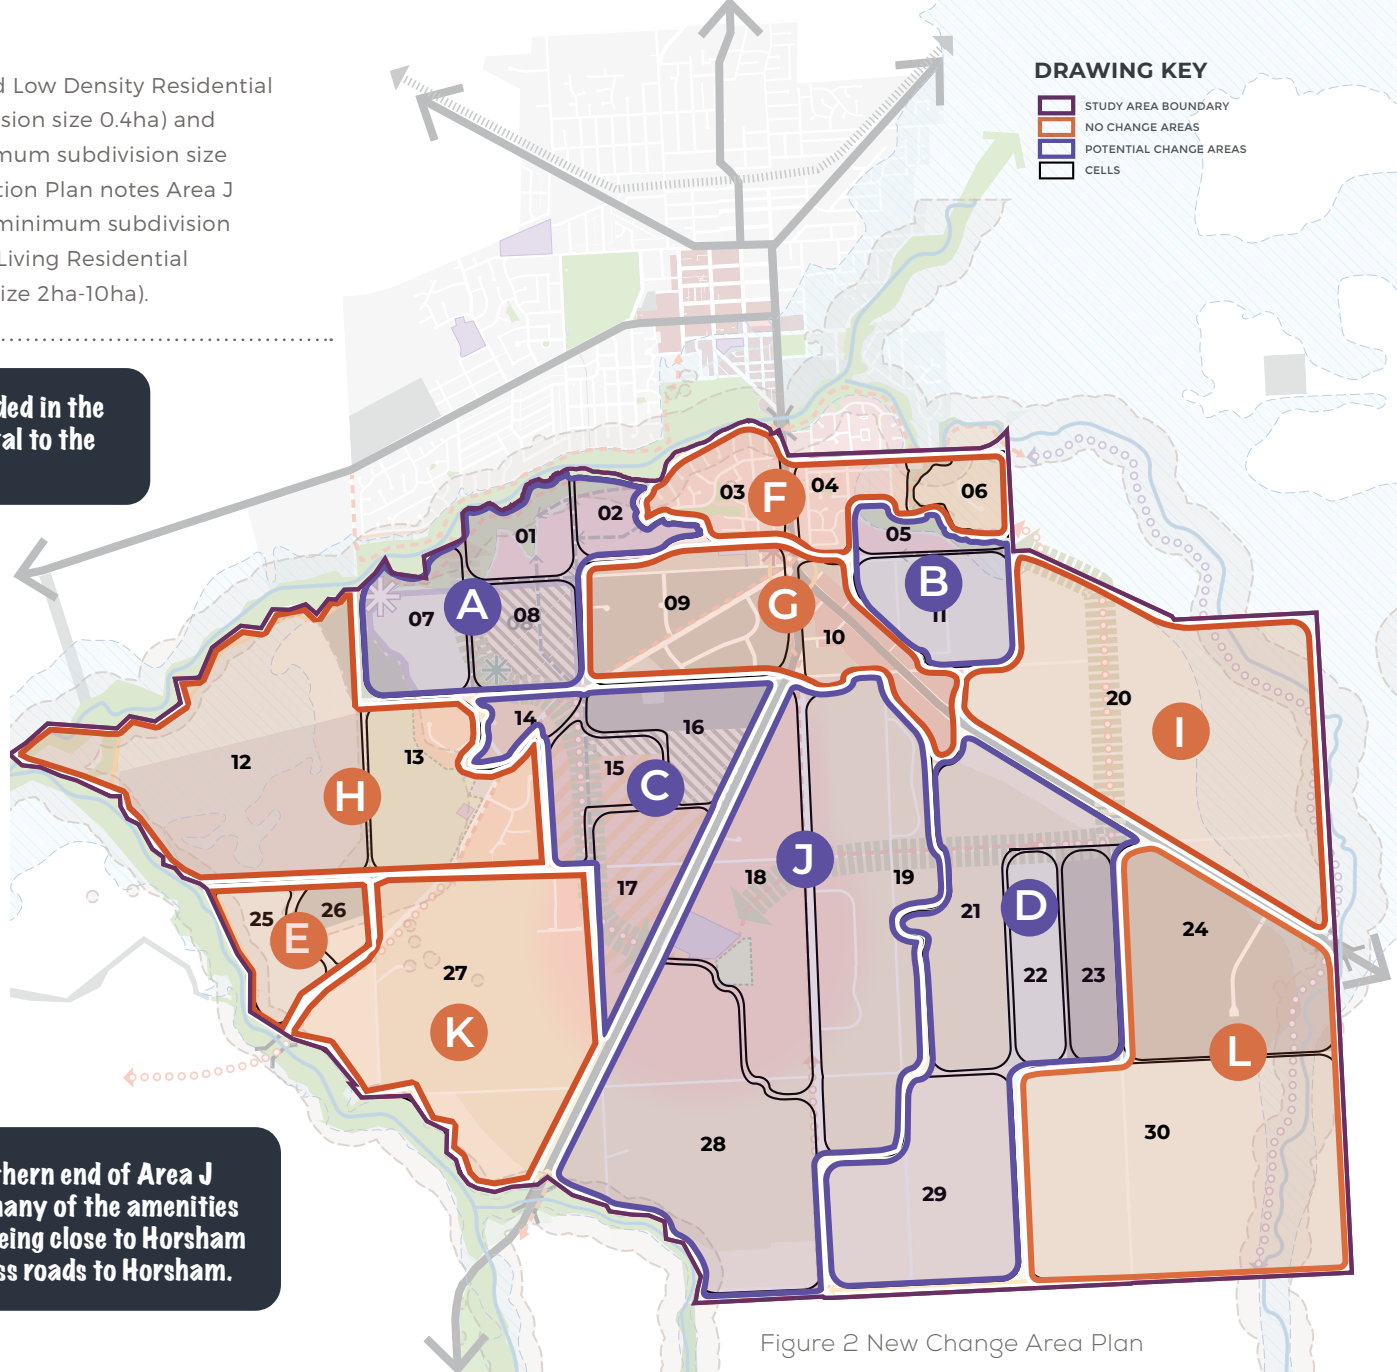 d Low Density Residential
sion size 0.4ha) and
mum subdivision size
tion Plan notes Area J
minimum subdivision
Living Residential
ize 2ha-10ha).
ded in the
tal to the
thern end of Area J
many of the amenities
eing close to Horsham
ss roads to Horsham.
DRAWING KEY
STUDY AREA BOUNDARY
NO CHANGE AREAS
POTENTIAL CHANGE AREAS
CELLS
03
F
04
06
02
01
05
B
11
07
A
08
09
G
10
12
13
H
14
16
15
C
17
18
J
19
20
I
21
D
22
23
24
L
25
26
E
27
K
28
29
30
Figure 2 New Change Area Plan